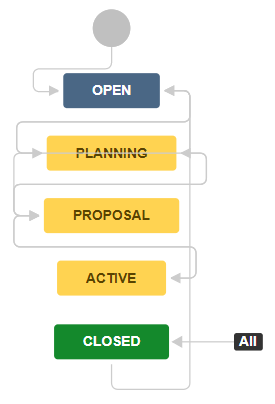 OPEN
PLANNING
PROPOSAL
ACTIVE
CLOSED
All